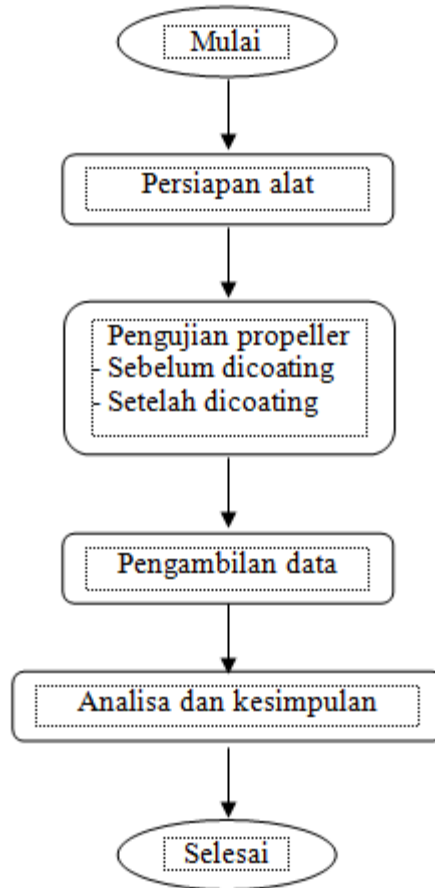 Mulai
Persiapan alat
Pengujian propeller
- Sebelum dicoating
- Setelah dicoating
Pengambilan data
Analisa dan kesimpulan
Selesai